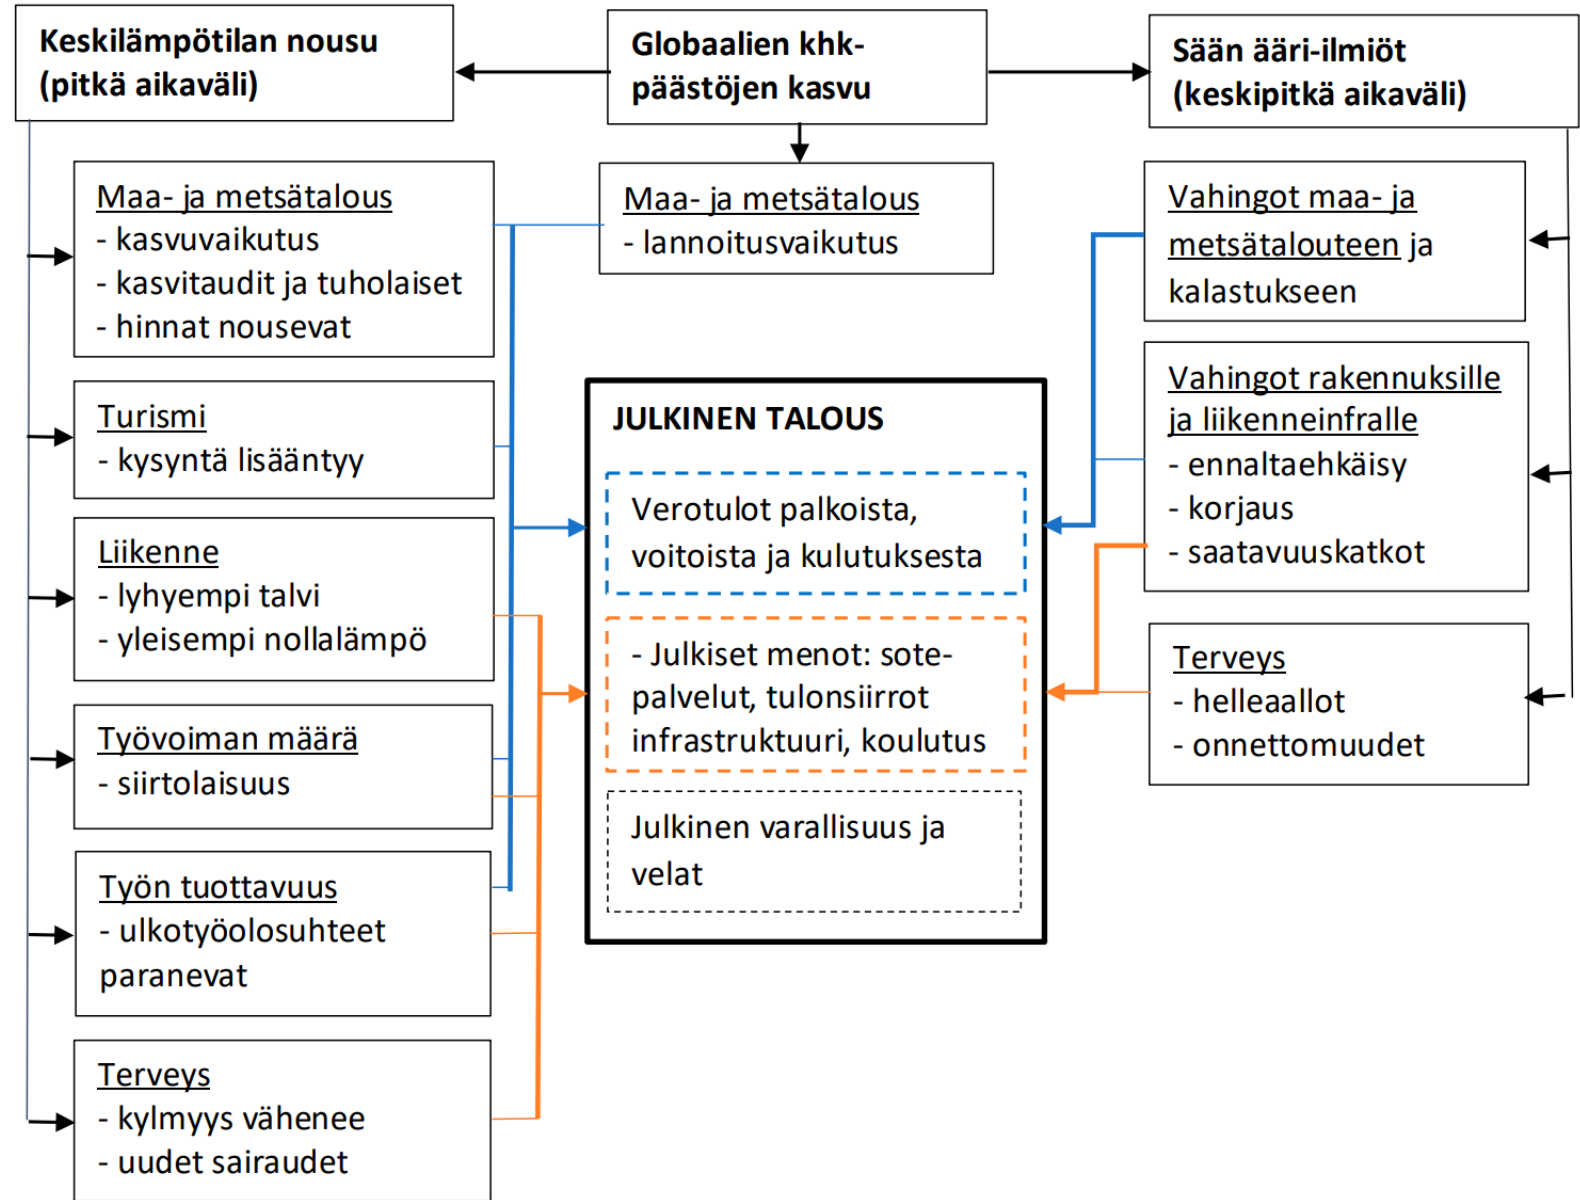 Keskilämpötilan nousu
(pitkä aikaväli)
Globaalien khk-
päästöjen kasvu
Sään ääri-ilmiöt
(keskipitkä aikaväli)
Maa- ja metsätalous
- kasvuvaikutus
- kasvitaudit ja tuholaiset
- hinnat nousevat
Turismi
- kysyntä lisääntyy
Liikenne
- lyhyempi talvi
- yleisempi nollalämpö
Työvoiman määrä
- siirtolaisuus
Työn tuottavuus
- ulkotyöolosuhteet
paranevat
Terveys
- kylmyys vähenee
- uudet sairaudet
Maa- ja metsätalous
- lannoitusvaikutus
JULKINEN TALOUS
Verotulot palkoista,
voitoista ja kulutuksesta
- Julkiset menot: sote-
palvelut, tulonsiirrot
infrastruktuuri, koulutus
Julkinen varallisuus ja
velat
Vahingot maa- ja
metsätalouteen ja
kalastukseen
Vahingot rakennuksille
ja liikenneinfralle
- ennaltaehkäisy
- korjaus
- saatavuuskatkot
Terveys
- helleaallot
- onnettomuudet